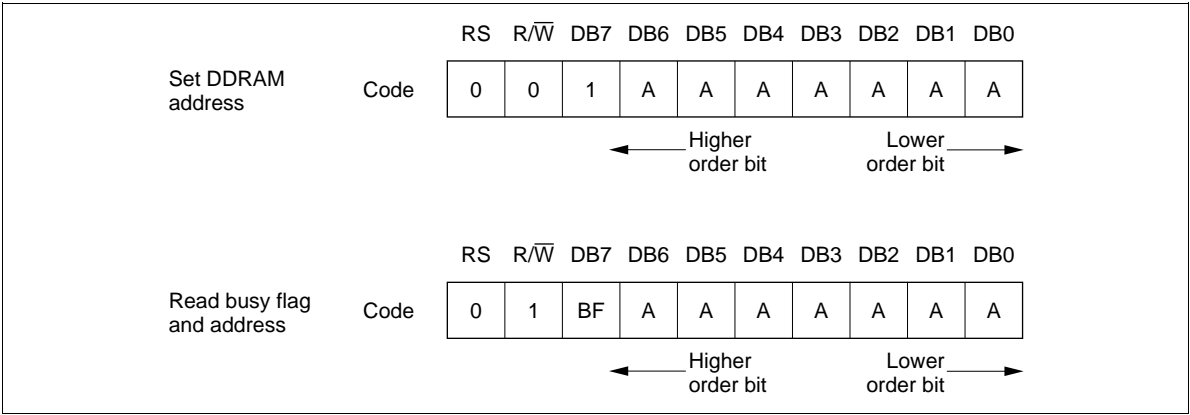 RS R/W̅ DB7 DB6 DB5 DB4 DB3 DB2 DB1 DB0
Set DDRAM
address
Code 0 0 1 A A A A A A A
Higher
order bit
Lower
order bit
RS R/W̅ DB7 DB6 DB5 DB4 DB3 DB2 DB1 DB0
Read busy flag
and address
Code 0 1 BF A A A A A A A
Higher
order bit
Lower
order bit